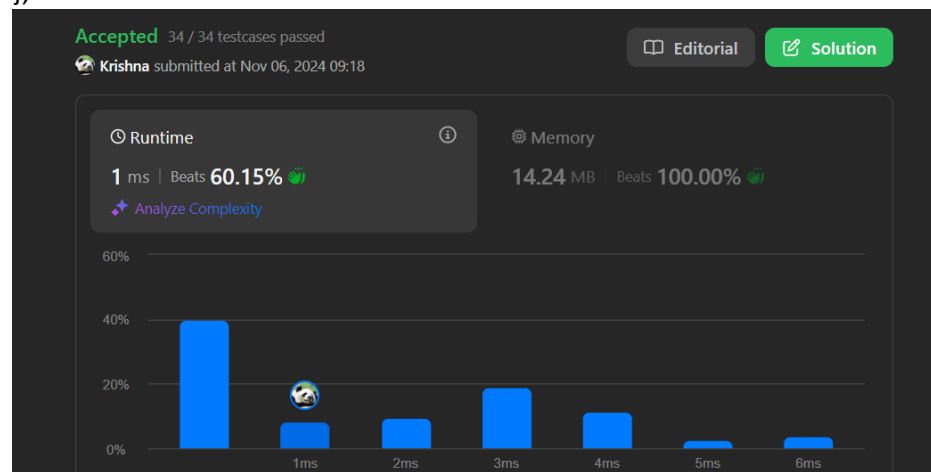 },
Accepted 34 / 34 testcases passed
Editorial
Solution
Krishna submitted at Nov 06, 2024 09:18
Runtime
Memory
1 ms | Beats 60.15%
14.24 MB | Beats 100.00%
Analyze Complexity
60%
40%
20%
0%
1ms 2ms 3ms 4ms 5ms 6ms